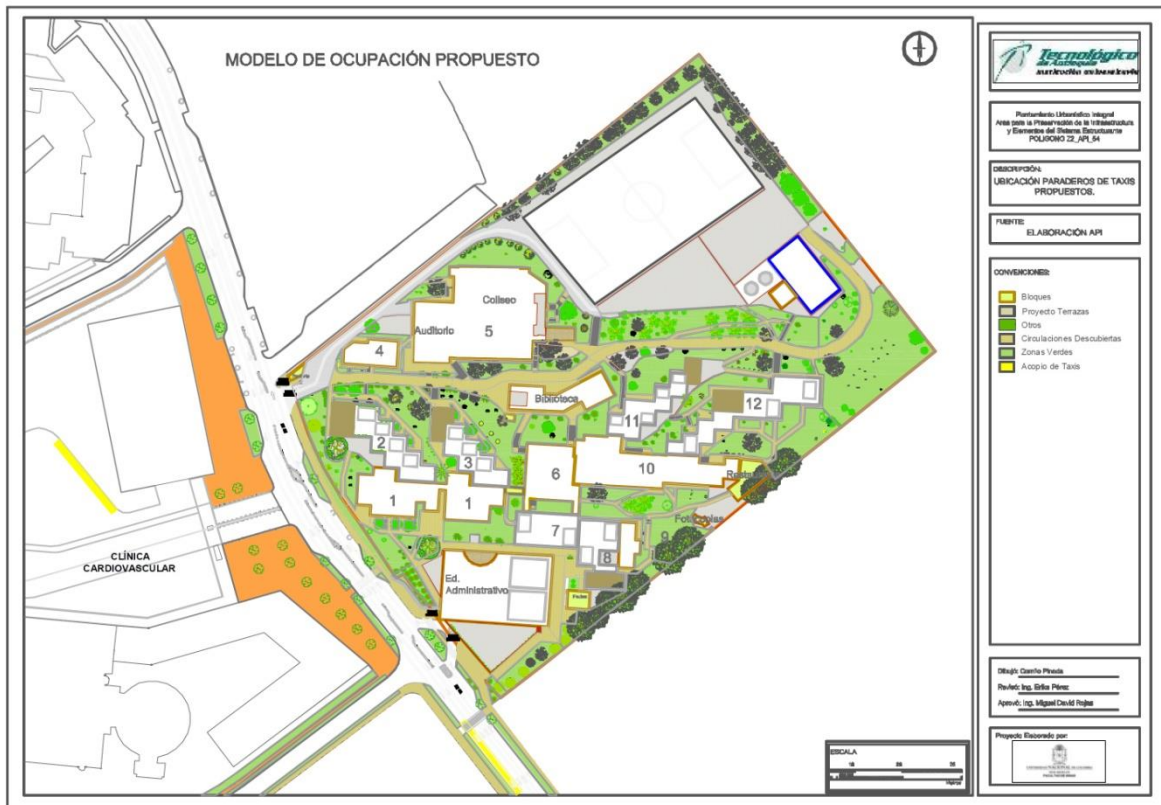 MODELO DE OCUPACIÓN PROPUESTO
Coliseo
Auditorio
5
4
Biblioteca
12
11
2
3
6
10
1
1
7
8
9
Ed.
Administrativo
CLÍNICA
CARDIOVASCULAR
ESCALA
Tecnológico
de Antioquia
Planteamiento Urbanístico Integral
Area para la Preservación de la Infraestructura
y Elementos del Sistema Estructurante
POLIGONO Z2_API_64
DESCRIPCIÓN:
UBICACIÓN PARADEROS DE TAXIS
PROPUESTOS.
FUENTE:
ELABORACIÓN API
CONVENCIONES:
Bloques
Proyecto Terrazas
Otros
Circulaciones Descubiertas
Zonas Verdes
Acopio de Taxis
Dibujó: Camilo Pineda
Revisó: Ing. Erika Pérez
Aprovó: Ing. Miguel David Rojas
Proyecto Elaborado por: